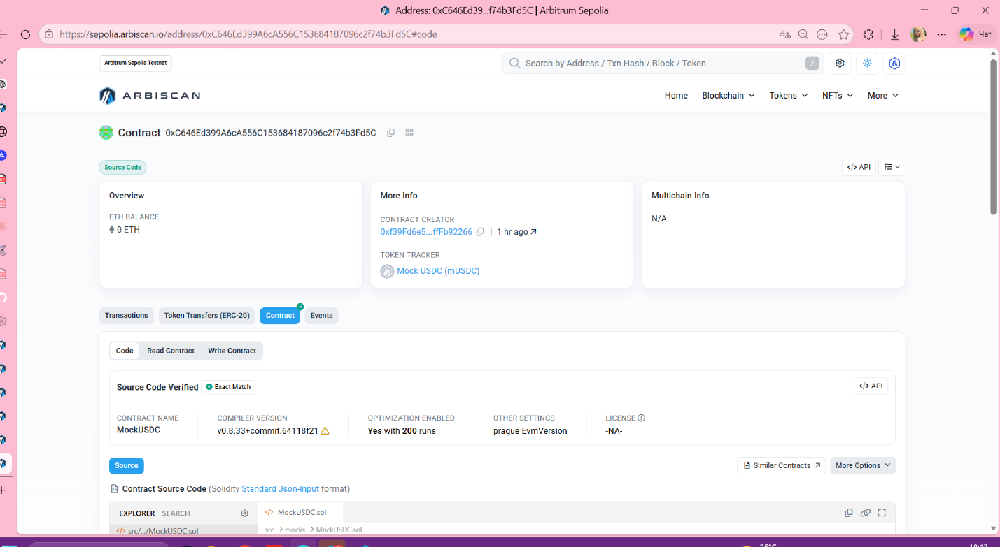 Address: 0xC646Ed39...f74b3Fd5C | Arbitrum Sepolia
https://sepolia.arbiscan.io/address/0xC646Ed399A6cA556C153684187096c2f74b3Fd5C#code
Чат
Arbitrum Sepolia Testnet
Search by Address / Txn Hash / Block / Token
/
ARBISCAN
Home Blockchain Tokens NFTs More
Contract 0xC646Ed399A6cA556C153684187096c2f74b3Fd5C
Source Code
</> API
Overview
ETH BALANCE
0 ETH
More Info
CONTRACT CREATOR
0xf39Fd6e5...ffFb92266 | 1 hr ago
TOKEN TRACKER
Mock USDC (mUSDC)
Multichain Info
N/A
Transactions Token Transfers (ERC-20) Contract Events
Code Read Contract Write Contract
Source Code Verified Exact Match
</> API
CONTRACT NAME
MockUSDC
COMPILER VERSION
v0.8.33+commit.64118f21
OPTIMIZATION ENABLED
Yes with 200 runs
OTHER SETTINGS
prague EvmVersion
LICENSE
-NA-
Source
Similar Contracts More Options
Contract Source Code (Solidity Standard Json-Input format)
EXPLORER SEARCH
</> MockUSDC.sol
</> src/.../MockUSDC.sol
src > mocks > MockUSDC.sol